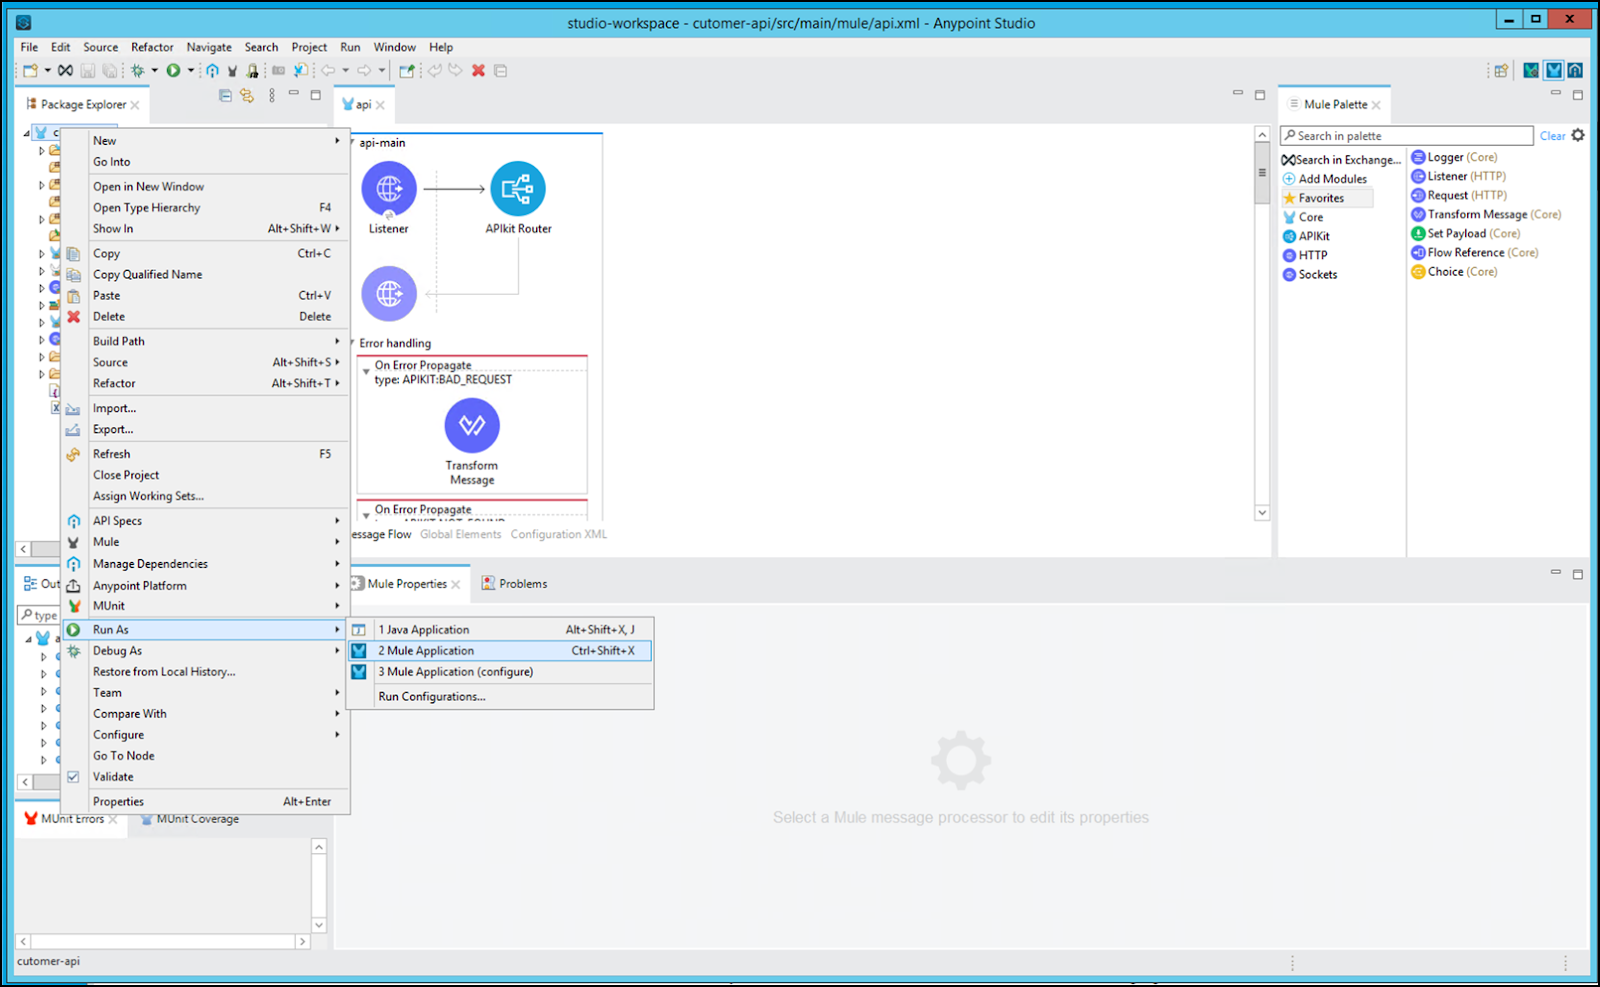 studio-workspace - cutomer-api/src/main/mule/api.xml - Anypoint Studio
File Edit Source Refactor Navigate Search Project Run Window Help
Package Explorer
New
Go Into
Open in New Window
Open Type Hierarchy F4
Show In Alt+Shift+W
Copy Ctrl+C
Copy Qualified Name
Paste Ctrl+V
Delete Delete
Build Path
Source Alt+Shift+S
Refactor Alt+Shift+T
Import...
Export...
Refresh F5
Close Project
Assign Working Sets...
API Specs
Mule
Manage Dependencies
Anypoint Platform
MUnit
Run As
Debug As
Restore from Local History...
Team
Compare With
Configure
Go To Node
Validate
Properties Alt+Enter
1 Java Application Alt+Shift+X, J
2 Mule Application Ctrl+Shift+X
3 Mule Application (configure)
Run Configurations...
api
api-main
Listener
APIkit Router
Error handling
On Error Propagate
type: APIKIT:BAD_REQUEST
Transform
Message
On Error Propagate
essage Flow Global Elements Configuration XML
Mule Palette
Search in palette
Clear
Search in Exchange...
Add Modules
Favorites
Core
APIKit
HTTP
Sockets
Logger (Core)
Listener (HTTP)
Request (HTTP)
Transform Message (Core)
Set Payload (Core)
Flow Reference (Core)
Choice (Core)
Out
type
Mule Properties
Problems
Select a Mule message processor to edit its properties
MUnit Errors
MUnit Coverage
cutomer-api